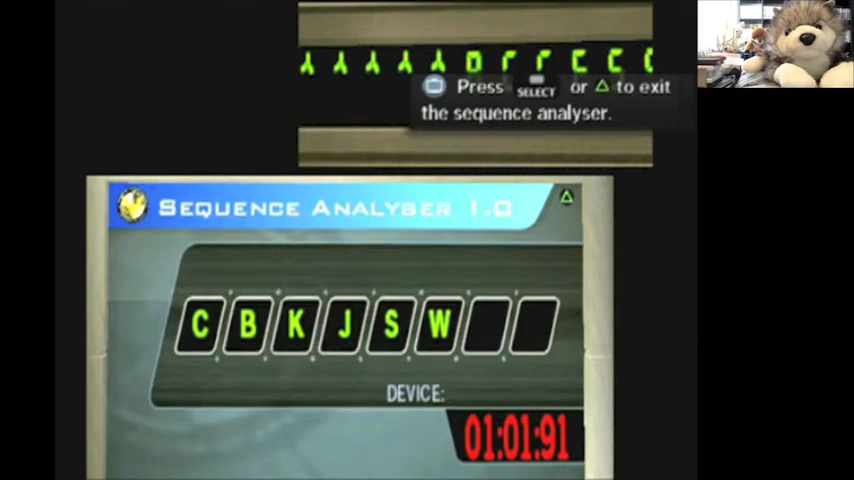 Press SELECT or △ to exit
the sequence analyser.
SEQUENCE ANALYSER 1.0
C B K J S W
DEVICE:
01:01:91